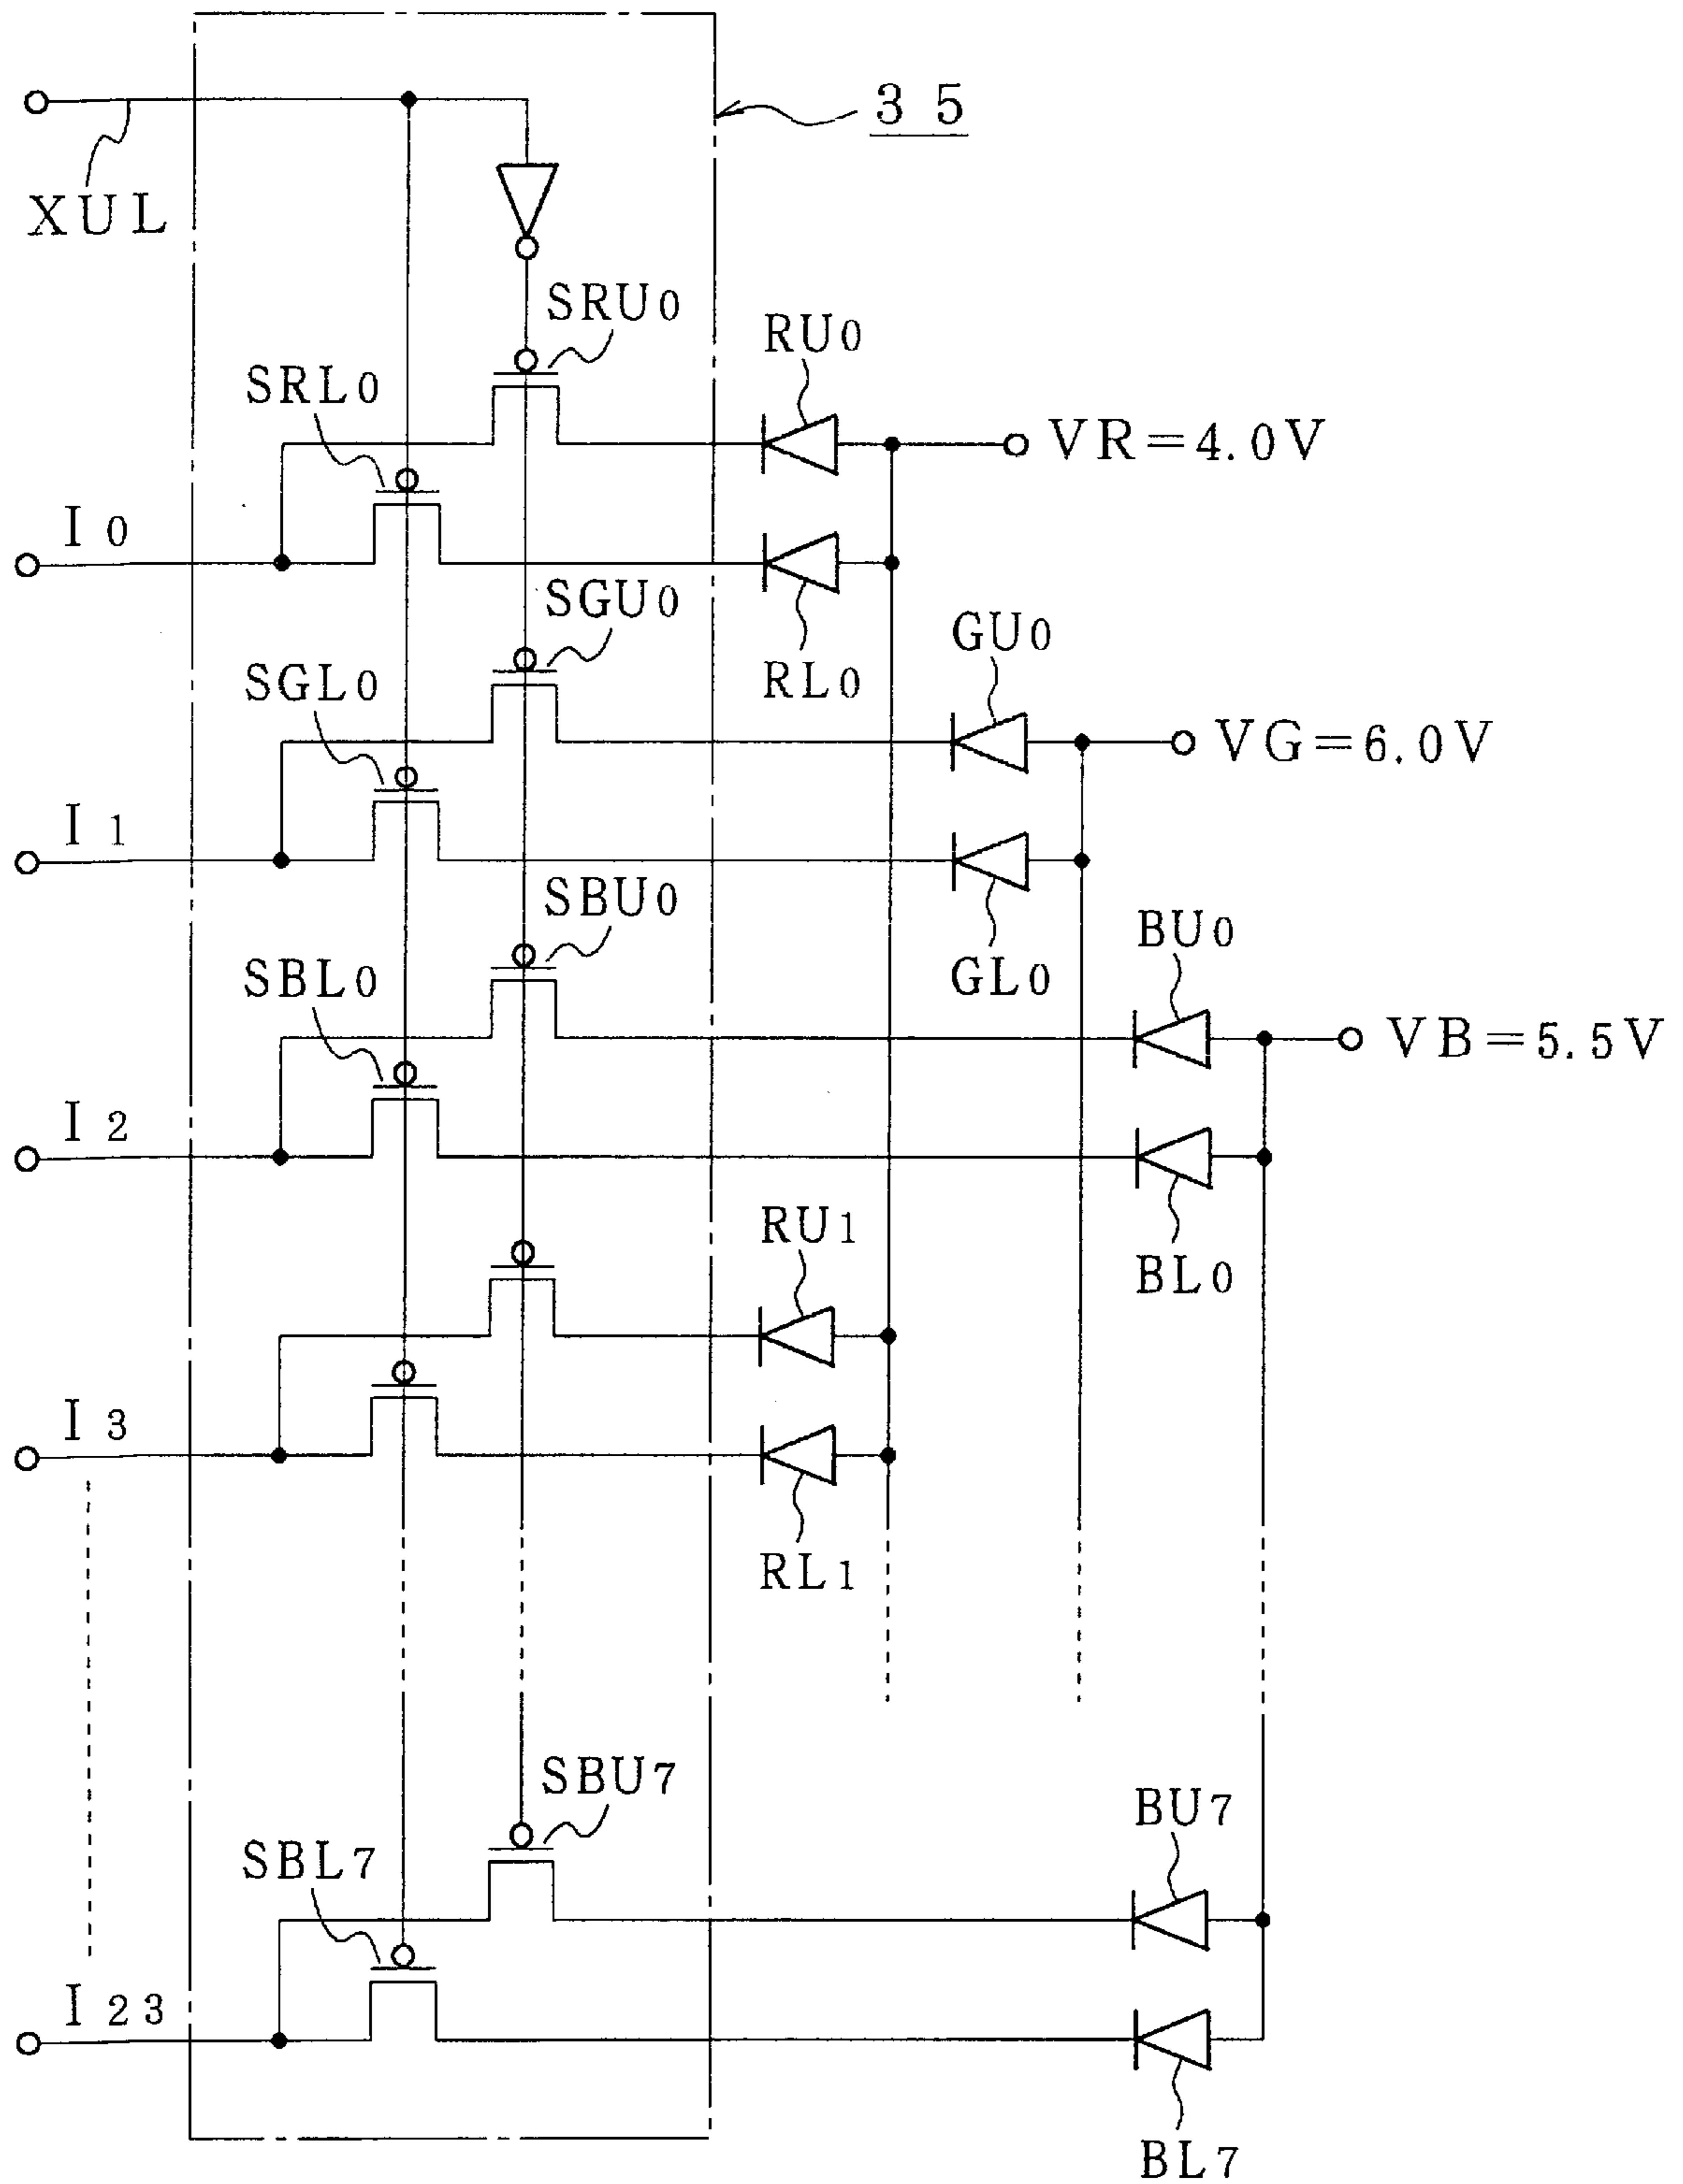 35
XUL
SRU0
RU0
SRL0
VR=4.0V
I0
SGU0
GU0
RL0
SGL0
VG=6.0V
I1
SBU0
BU0
GL0
SBL0
VB=5.5V
I2
RU1
BL0
I3
RL1
SBU7
BU7
SBL7
I23
BL7